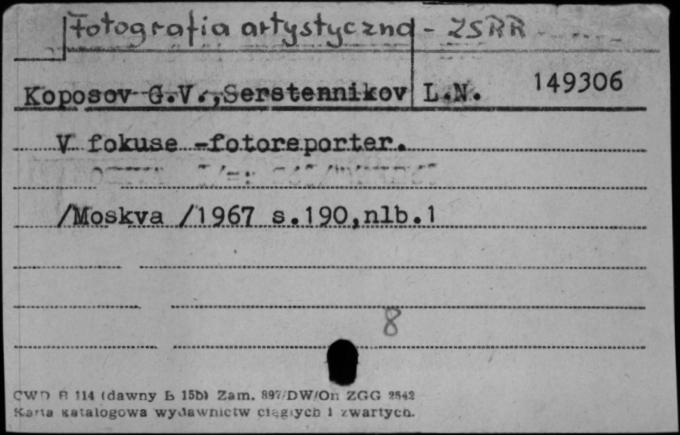 Fotografia artystyczna - ZSRR
Koposov G.V.,Serstennikov L.N. 149306
V fokuse -fotoreporter.
/Moskva /1967 s.190,nlb.1
8
CWD B 114 (dawny B 15b) Zam. 897/DW/On ZGG 2542
Karta katalogowa wydawnictw ciągłych i zwartych.